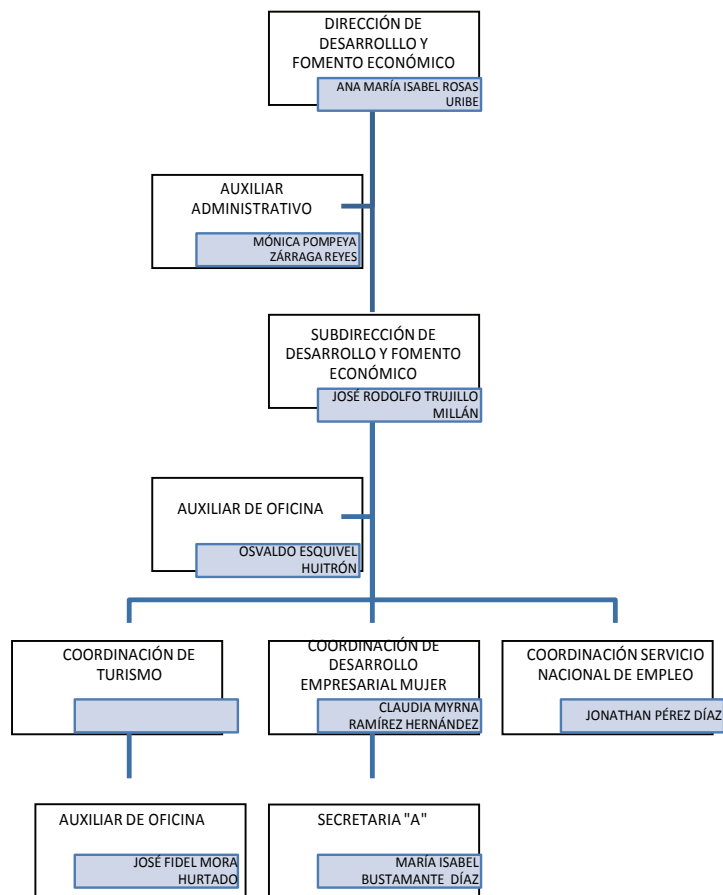 DIRECCIÓN DE
DESARROLLLO Y
FOMENTO ECONÓMICO
ANA MARÍA ISABEL ROSAS
URIBE
AUXILIAR
ADMINISTRATIVO
MÓNICA POMPEYA
ZÁRRAGA REYES
SUBDIRECCIÓN DE
DESARROLLO Y FOMENTO
ECONÓMICO
JOSÉ RODOLFO TRUJILLO
MILLÁN
AUXILIAR DE OFICINA
OSVALDO ESQUIVEL
HUITRÓN
COORDINACIÓN DE
TURISMO
COORDINACIÓN DE
DESARROLLO
EMPRESARIAL MUJER
CLAUDIA MYRNA
RAMÍREZ HERNÁNDEZ
COORDINACIÓN SERVICIO
NACIONAL DE EMPLEO
JONATHAN PÉREZ DÍAZ
AUXILIAR DE OFICINA
JOSÉ FIDEL MORA
HURTADO
SECRETARIA "A"
MARÍA ISABEL
BUSTAMANTE DÍAZ